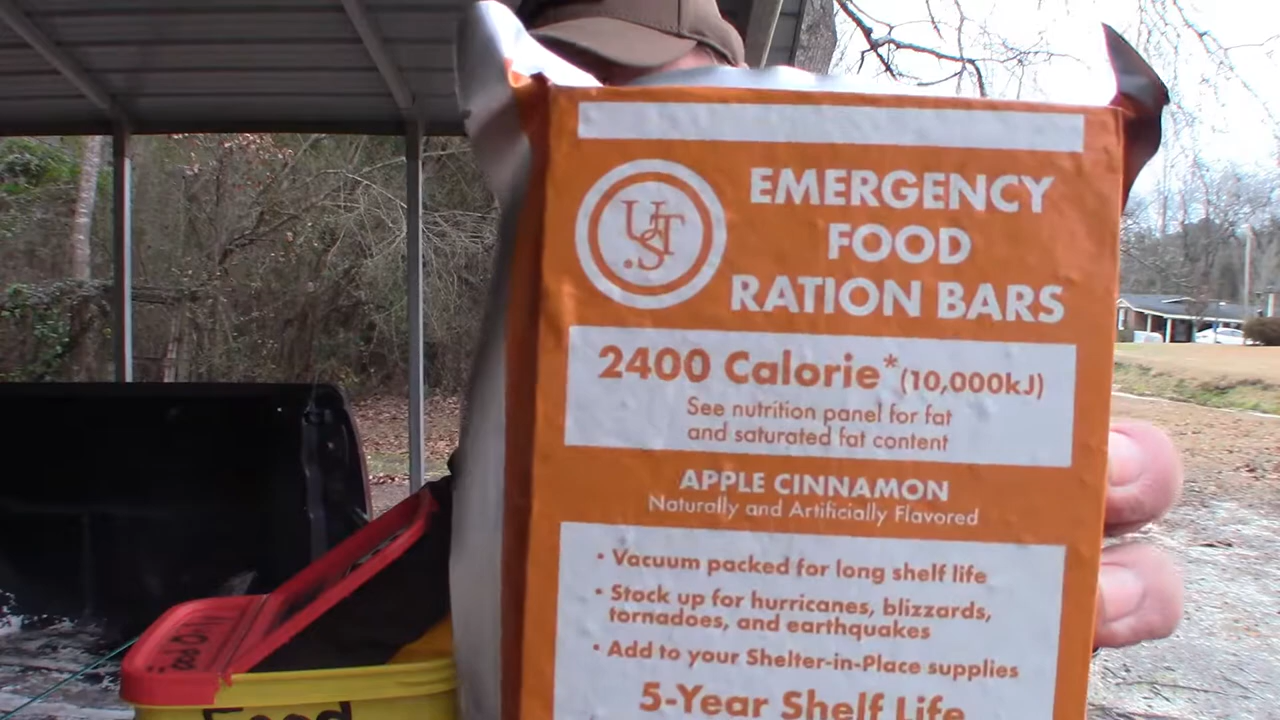 UST
EMERGENCY
FOOD
RATION BARS
2400 Calorie* (10,000kJ)
See nutrition panel for fat
and saturated fat content
APPLE CINNAMON
Naturally and Artificially Flavored
• Vacuum packed for long shelf life
• Stock up for hurricanes, blizzards,
tornadoes, and earthquakes
• Add to your Shelter-in-Place supplies
5-Year Shelf Life
Food